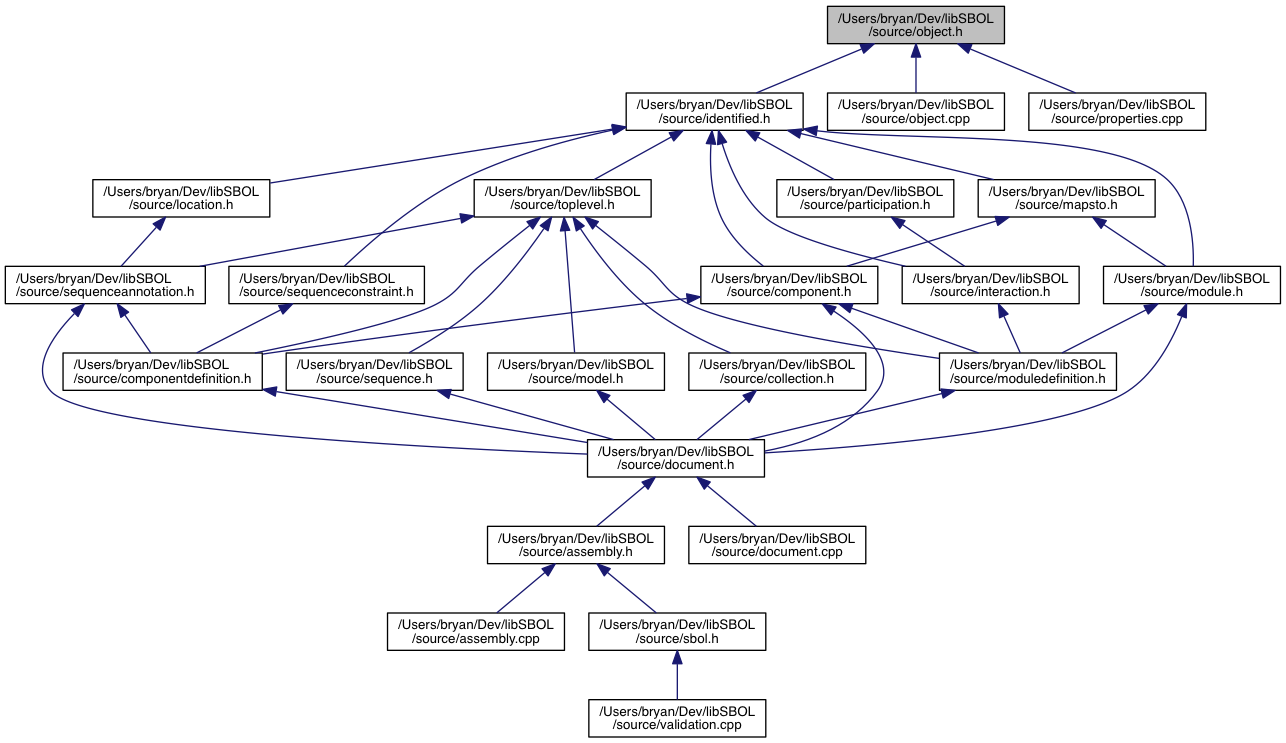 /Users/bryan/Dev/libSBOL
/source/object.h
/Users/bryan/Dev/libSBOL
/source/identified.h
/Users/bryan/Dev/libSBOL
/source/object.cpp
/Users/bryan/Dev/libSBOL
/source/properties.cpp
/Users/bryan/Dev/libSBOL
/source/location.h
/Users/bryan/Dev/libSBOL
/source/toplevel.h
/Users/bryan/Dev/libSBOL
/source/participation.h
/Users/bryan/Dev/libSBOL
/source/mapsto.h
/Users/bryan/Dev/libSBOL
/source/sequenceannotation.h
/Users/bryan/Dev/libSBOL
/source/sequenceconstraint.h
/Users/bryan/Dev/libSBOL
/source/component.h
/Users/bryan/Dev/libSBOL
/source/interaction.h
/Users/bryan/Dev/libSBOL
/source/module.h
/Users/bryan/Dev/libSBOL
/source/componentdefinition.h
/Users/bryan/Dev/libSBOL
/source/sequence.h
/Users/bryan/Dev/libSBOL
/source/model.h
/Users/bryan/Dev/libSBOL
/source/collection.h
/Users/bryan/Dev/libSBOL
/source/moduledefinition.h
/Users/bryan/Dev/libSBOL
/source/document.h
/Users/bryan/Dev/libSBOL
/source/assembly.h
/Users/bryan/Dev/libSBOL
/source/document.cpp
/Users/bryan/Dev/libSBOL
/source/assembly.cpp
/Users/bryan/Dev/libSBOL
/source/sbol.h
/Users/bryan/Dev/libSBOL
/source/validation.cpp